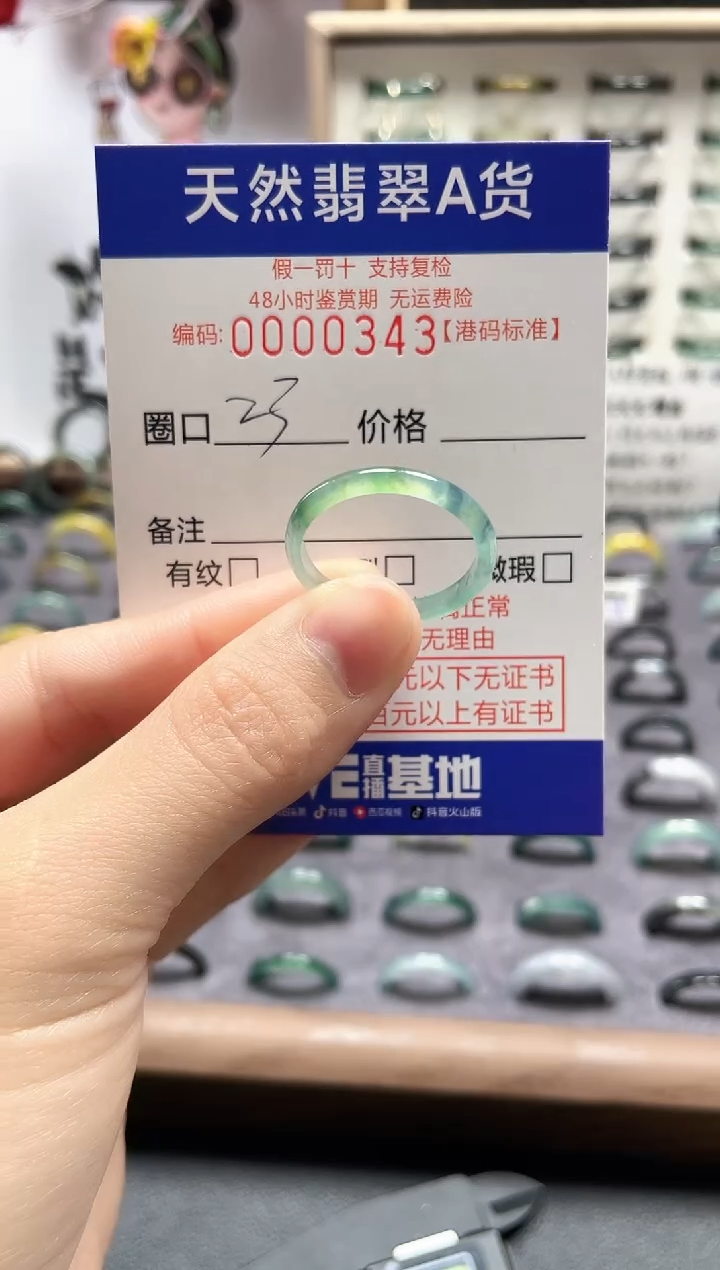 天然翡翠A货
假一罚十 支持复检
48小时鉴赏期 无运费险
编码:0000343【港码标准】
圈口 23 价格
备注
有纹□ □ 微瑕□
正常
无理由
元以下无证书
百元以上有证书
直播基地
抖音 西瓜视频 抖音火山版